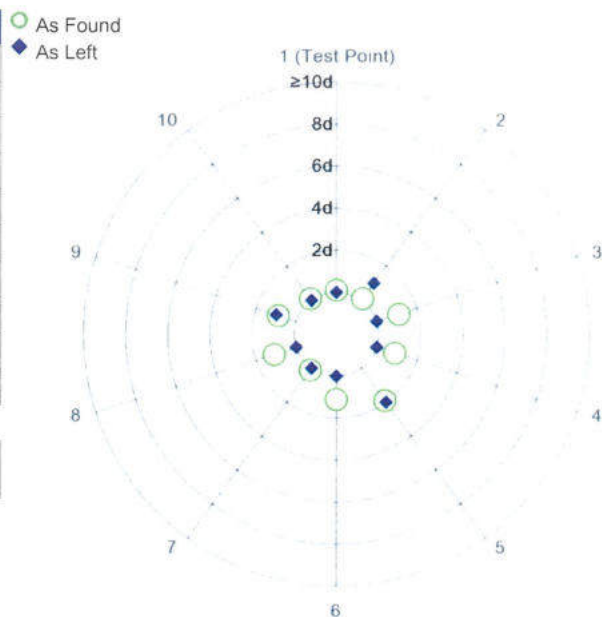 As Found
As Left
1 (Test Point)
≥10d
10
2
8d
6d
9
3
4d
2d
8
4
7
5
6